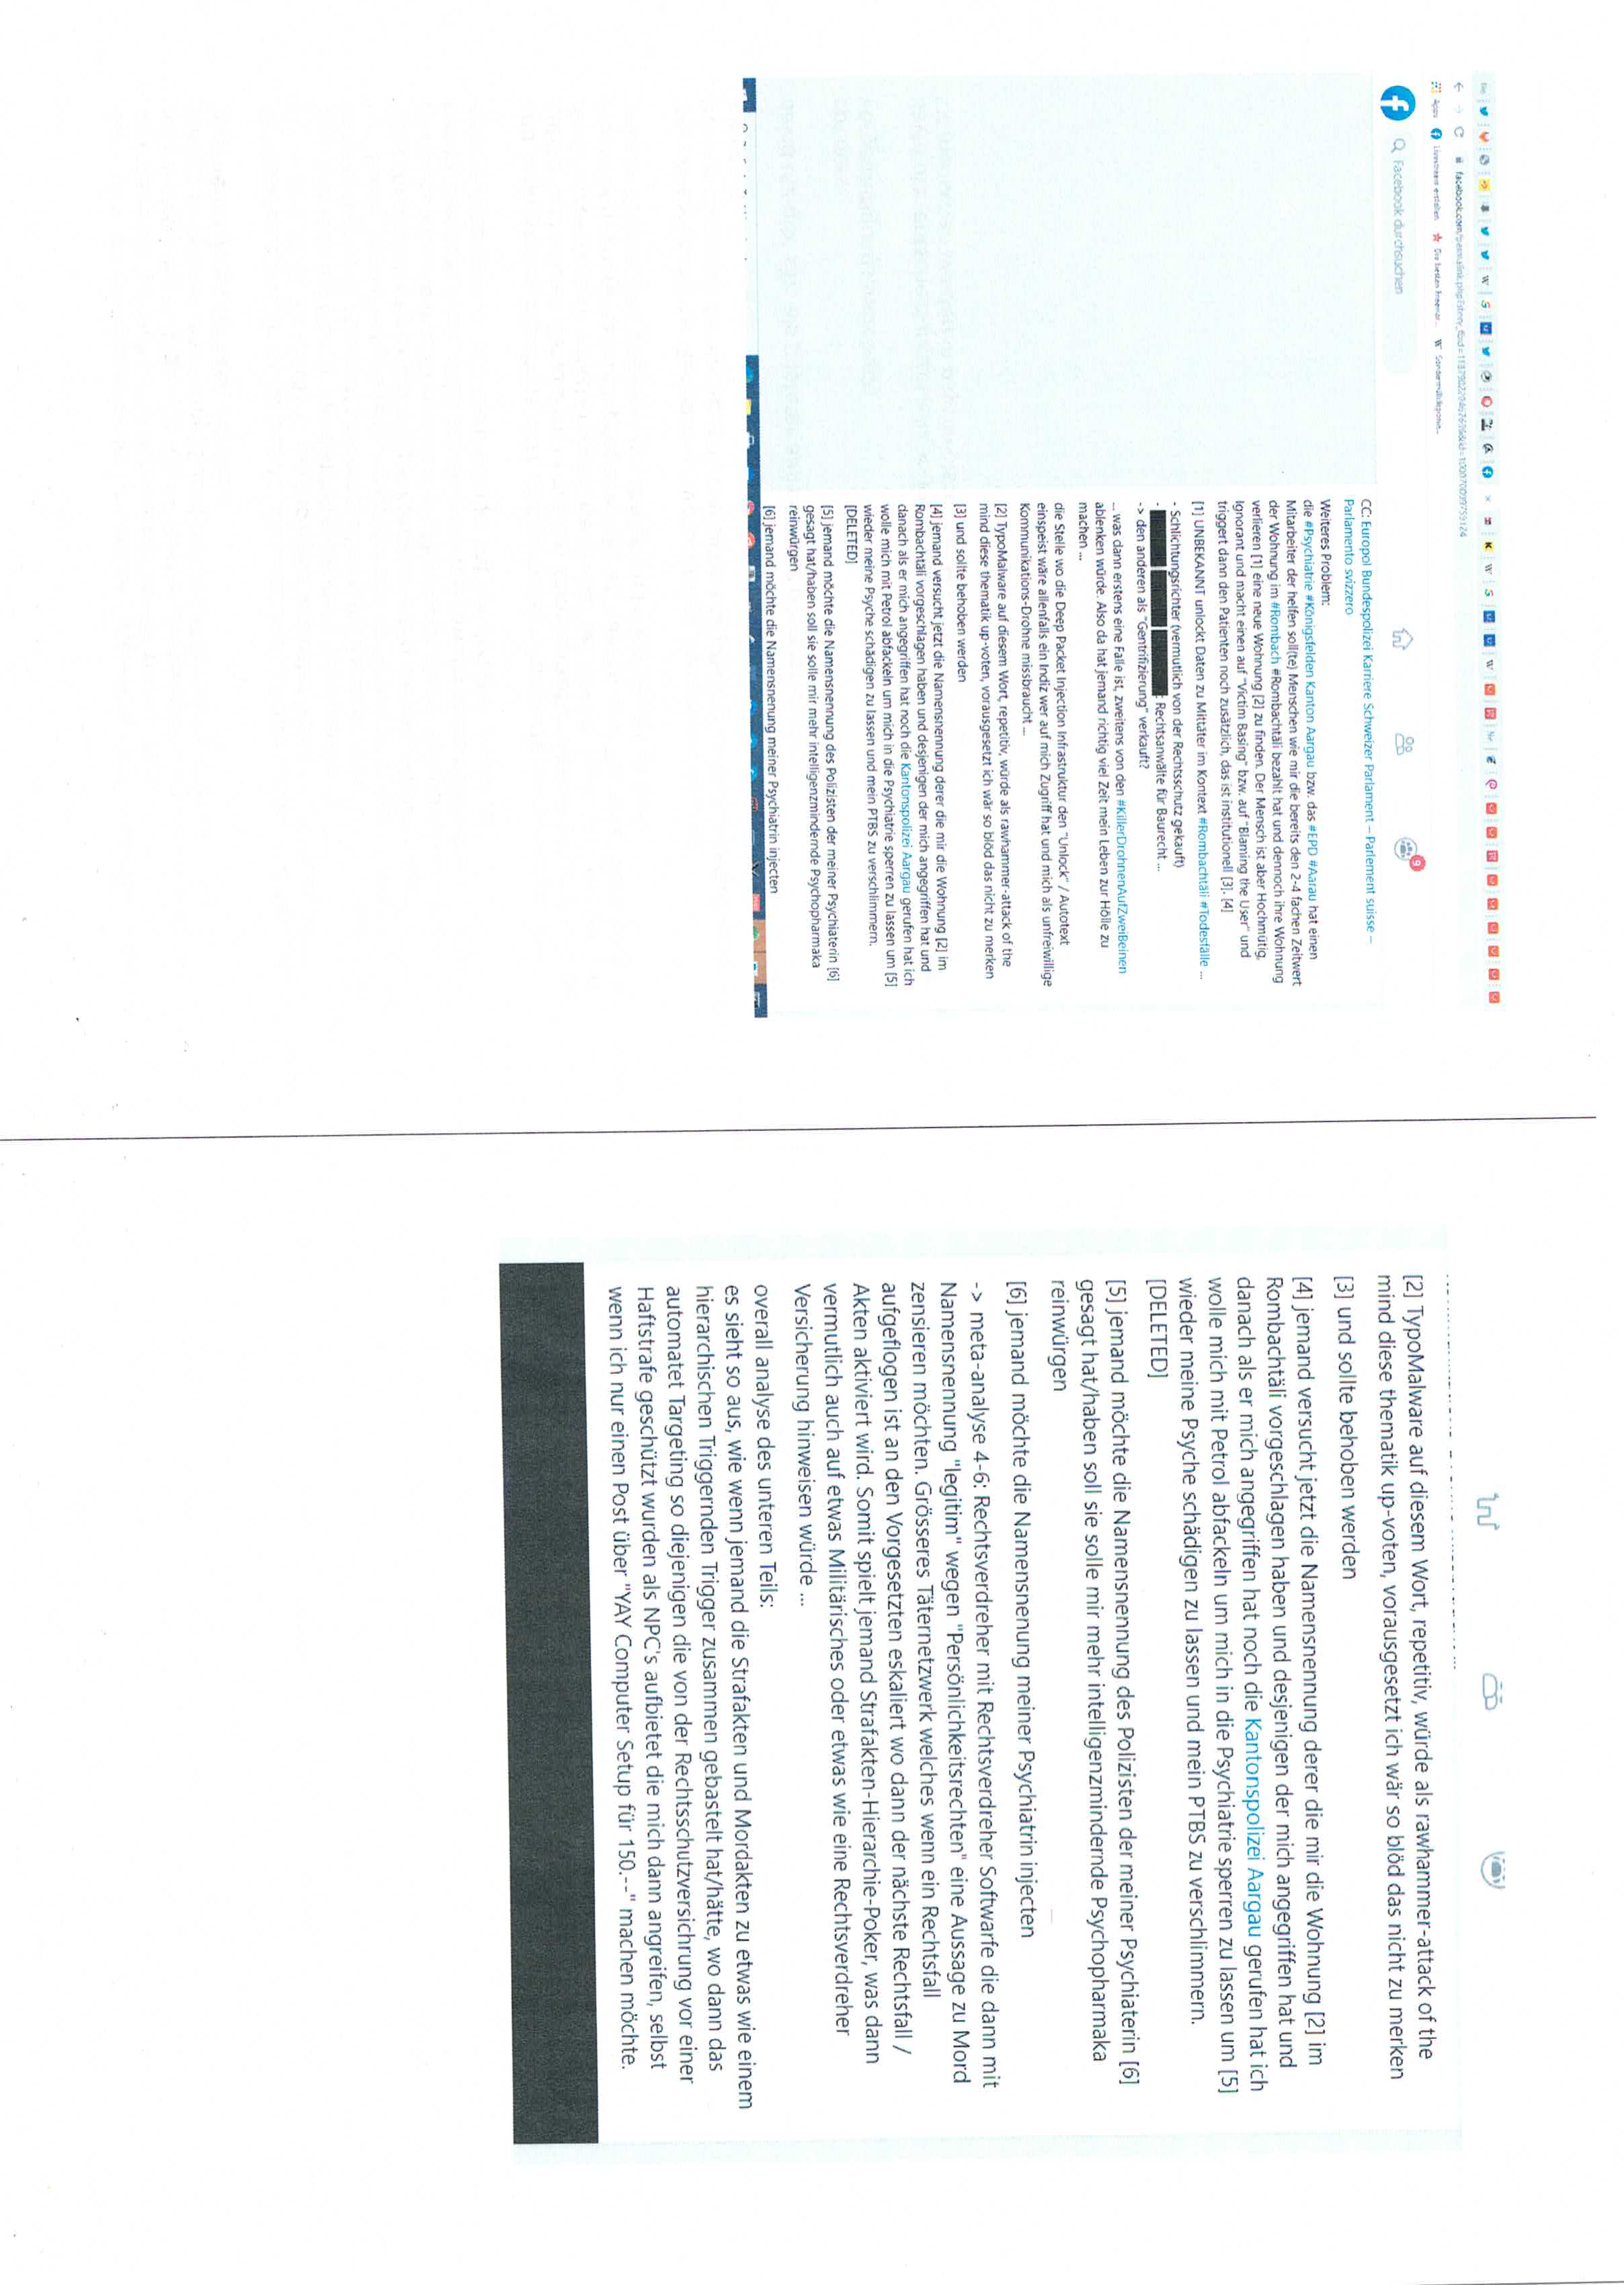 facebook.com/permalink.php?story_fbid=
Apps Livestream erstellen
Facebook durchsuchen
9
CC: Europol Bundespolizei Karriere Schweizer Parlament – Parlement suisse –
Parlamento svizzero
Weiteres Problem:
die #Psychiatrie #Königsfelden Kanton Aargau bzw. das #EPD #Aarau hat einen
Mitarbeiter der helfen soll(te) Menschen wie mir die bereits den 2-4 fachen Zeitwert
der Wohnung im #Rombach #Rombachtäli bezahlt hat und dennoch ihre Wohnung
verlieren [1] eine neue Wohnung [2] zu finden. Der Mensch ist aber Hochmütig,
Ignorant und macht einen auf "Victim Basing" bzw. auf "Blaming the User" und
triggert dann den Patienten noch zusätzlich, das ist institutionell [3]. [4]
[1] UNBEKANNT unlockt Daten zu Mittäter im Kontext #Rombachtäli #Todesfälle ...
- Schlichtungsrichter (vermutlich von der Rechtsschutz gekauft)
- : Rechtsanwälte für Baurecht ...
-> den anderen als "Gentrifizierung" verkauft?
... was dann erstens eine Falle ist, zweitens von den #KillerDrohnenAufZweiBeinen
ablenken würde. Also da hat jemand richtig viel Zeit mein Leben zur Hölle zu
machen ...
die Stelle wo die Deep Packet Injection Infrastruktur den "Unlock" / Autotext
einspeist wäre allenfalls ein Indiz wer auf mich Zugriff hat und mich als unfreiwillige
Kommunikations-Drohne missbraucht ...
[2] TypoMalware auf diesem Wort, repetitiv, würde als rawhammer-attack of the
mind diese thematik up-voten, vorausgesetzt ich wär so blöd das nicht zu merken
[3] und sollte behoben werden
[4] jemand versucht jetzt die Namensnennung derer die mir die Wohnung [2] im
Rombachtäli vorgeschlagen haben und desjenigen der mich angegriffen hat und
danach als er mich angegriffen hat noch die Kantonspolizei Aargau gerufen hat ich
wolle mich mit Petrol abfackeln um mich in die Psychiatrie sperren zu lassen um [5]
wieder meine Psyche schädigen zu lassen und mein PTBS zu verschlimmern.
[DELETED]
[5] jemand möchte die Namensnennung des Polizisten der meiner Psychiaterin [6]
gesagt hat/haben soll sie solle mir mehr intelligenzmindernde Psychopharmaka
reinwürgen
[6] jemand möchte die Namensnenung meiner Psychiatrin injecten
[2] TypoMalware auf diesem Wort, repetitiv, würde als rawhammer-attack of the
mind diese thematik up-voten, vorausgesetzt ich wär so blöd das nicht zu merken
[3] und sollte behoben werden
[4] jemand versucht jetzt die Namensnennung derer die mir die Wohnung [2] im
Rombachtäli vorgeschlagen haben und desjenigen der mich angegriffen hat und
danach als er mich angegriffen hat noch die Kantonspolizei Aargau gerufen hat ich
wolle mich mit Petrol abfackeln um mich in die Psychiatrie sperren zu lassen um [5]
wieder meine Psyche schädigen zu lassen und mein PTBS zu verschlimmern.
[DELETED]
[5] jemand möchte die Namensnennung des Polizisten der meiner Psychiaterin [6]
gesagt hat/haben soll sie solle mir mehr intelligenzmindernde Psychopharmaka
reinwürgen
[6] jemand möchte die Namensnenung meiner Psychiatrin injecten
-> meta-analyse 4-6: Rechtsverdreher mit Rechtsverdreher Softwarfe die dann mit
Namensnennung "legitim" wegen "Persönlichkeitsrechten" eine Aussage zu Mord
zensieren möchten. Grösseres Täternetzwerk welches wenn ein Rechtsfall
aufgeflogen ist an den Vorgesetzten eskaliert wo dann der nächste Rechtsfall /
Akten aktiviert wird. Somit spielt jemand Strafakten-Hierarchie-Poker, was dann
vermutlich auch auf etwas Militärisches oder etwas wie eine Rechtsverdreher
Versicherung hinweisen würde ...
overall analyse des unteren Teils:
es sieht so aus, wie wenn jemand die Strafakten und Mordakten zu etwas wie einem
hierarchischen Triggernden Trigger zusammen gebastelt hat/hätte, wo dann das
automatet Targeting so diejenigen die von der Rechtsschutzversichrung vor einer
Haftstrafe geschützt wurden als NPC's aufbietet die mich dann angreifen, selbst
wenn ich nur einen Post über "YAY Computer Setup für 150.--" machen möchte.